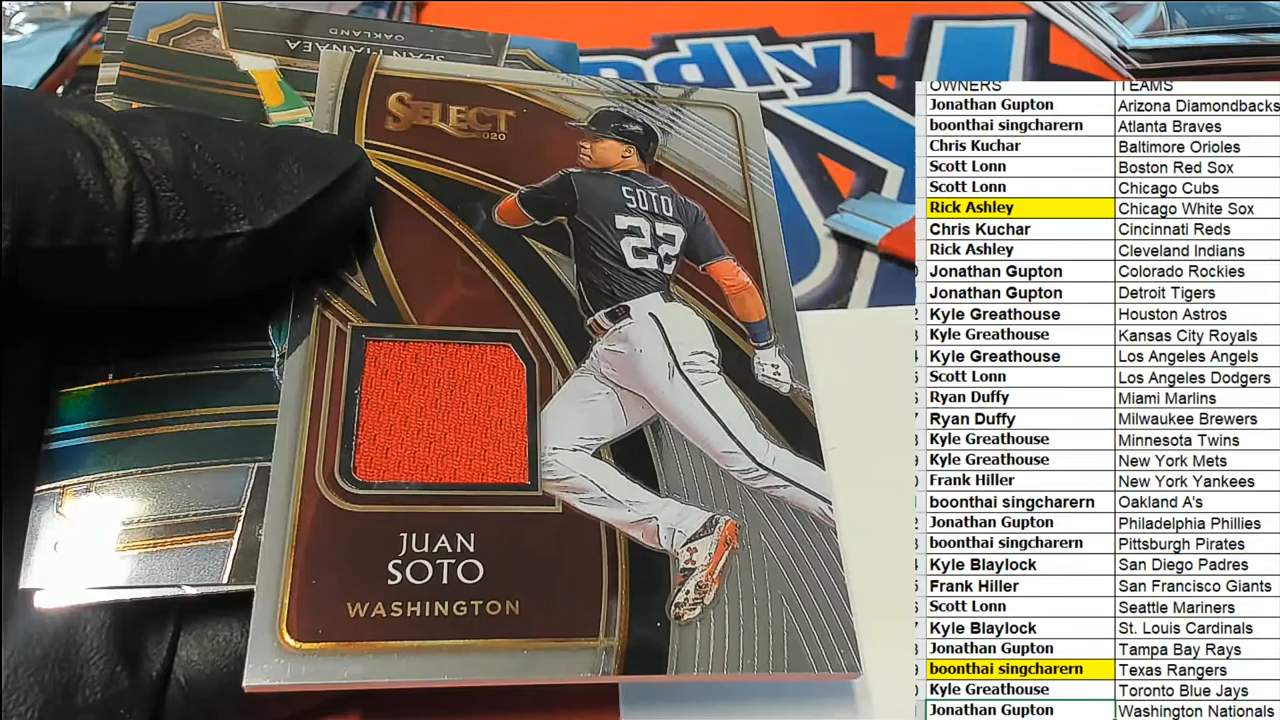 SEAN MANAEA
OAKLAND
ndly
SELECT
2020
SOTO
22
JUAN
SOTO
WASHINGTON
OWNERS TEAMS
Jonathan Gupton Arizona Diamondbacks
boonthai singcharern Atlanta Braves
Chris Kuchar Baltimore Orioles
Scott Lonn Boston Red Sox
Scott Lonn Chicago Cubs
Rick Ashley Chicago White Sox
Chris Kuchar Cincinnati Reds
Rick Ashley Cleveland Indians
Jonathan Gupton Colorado Rockies
Jonathan Gupton Detroit Tigers
Kyle Greathouse Houston Astros
Kyle Greathouse Kansas City Royals
Kyle Greathouse Los Angeles Angels
Scott Lonn Los Angeles Dodgers
Ryan Duffy Miami Marlins
Ryan Duffy Milwaukee Brewers
Kyle Greathouse Minnesota Twins
Kyle Greathouse New York Mets
Frank Hiller New York Yankees
boonthai singcharern Oakland A's
Jonathan Gupton Philadelphia Phillies
boonthai singcharern Pittsburgh Pirates
Kyle Blaylock San Diego Padres
Frank Hiller San Francisco Giants
Scott Lonn Seattle Mariners
Kyle Blaylock St. Louis Cardinals
Jonathan Gupton Tampa Bay Rays
boonthai singcharern Texas Rangers
Kyle Greathouse Toronto Blue Jays
Jonathan Gupton Washington Nationals